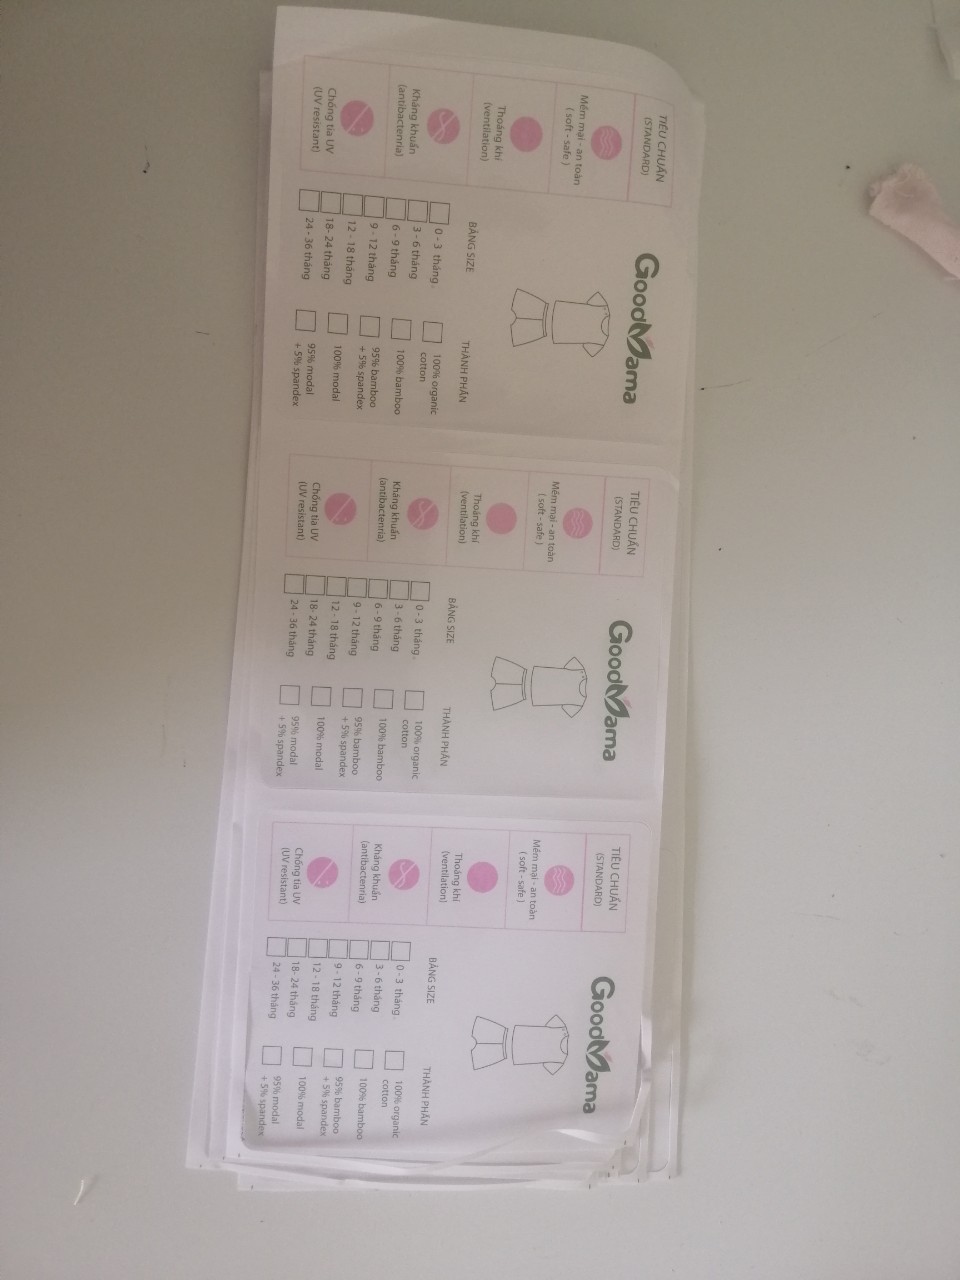 GoodMama
TIÊU CHUẨN
(STANDARD)
Mềm mại - an toàn
( soft - safe )
Thoáng khí
(ventilation)
Kháng khuẩn
(antibactenria)
Chống tia UV
(UV resistant)
BẢNG SIZE
0 - 3 tháng.
3 - 6 tháng
6 - 9 tháng
9 - 12 tháng
12 - 18 tháng
18- 24 tháng
24 - 36 tháng
THÀNH PHẦN
100% organic
cotton
100% bamboo
95% bamboo
+ 5% spandex
100% modal
95% modal
+ 5% spandex
GoodMama
TIÊU CHUẨN
(STANDARD)
Mềm mại - an toàn
( soft - safe )
Thoáng khí
(ventilation)
Kháng khuẩn
(antibactenria)
Chống tia UV
(UV resistant)
BẢNG SIZE
0 - 3 tháng.
3 - 6 tháng
6 - 9 tháng
9 - 12 tháng
12 - 18 tháng
18- 24 tháng
24 - 36 tháng
THÀNH PHẦN
100% organic
cotton
100% bamboo
95% bamboo
+ 5% spandex
100% modal
95% modal
+ 5% spandex
GoodMama
TIÊU CHUẨN
(STANDARD)
Mềm mại - an toàn
( soft - safe )
Thoáng khí
(ventilation)
Kháng khuẩn
(antibactenria)
Chống tia UV
(UV resistant)
BẢNG SIZE
0 - 3 tháng.
3 - 6 tháng
6 - 9 tháng
9 - 12 tháng
12 - 18 tháng
18- 24 tháng
24 - 36 tháng
THÀNH PHẦN
100% organic
cotton
100% bamboo
95% bamboo
+ 5% spandex
100% modal
95% modal
+ 5% spandex